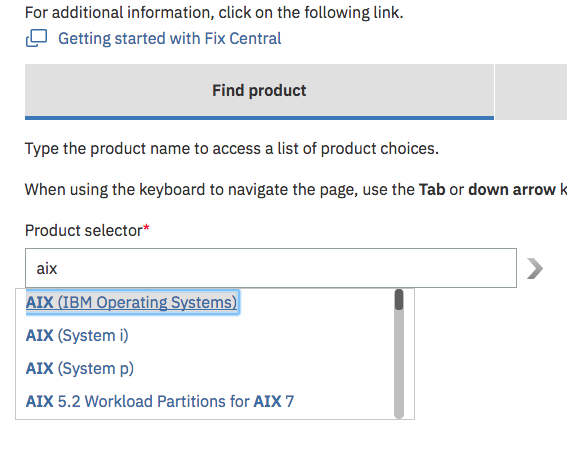 For additional information, click on the following link.
Getting started with Fix Central
Find product
Type the product name to access a list of product choices.
When using the keyboard to navigate the page, use the Tab or down arrow k
Product selector*
aix
AIX (IBM Operating Systems)
AIX (System i)
AIX (System p)
AIX 5.2 Workload Partitions for AIX 7